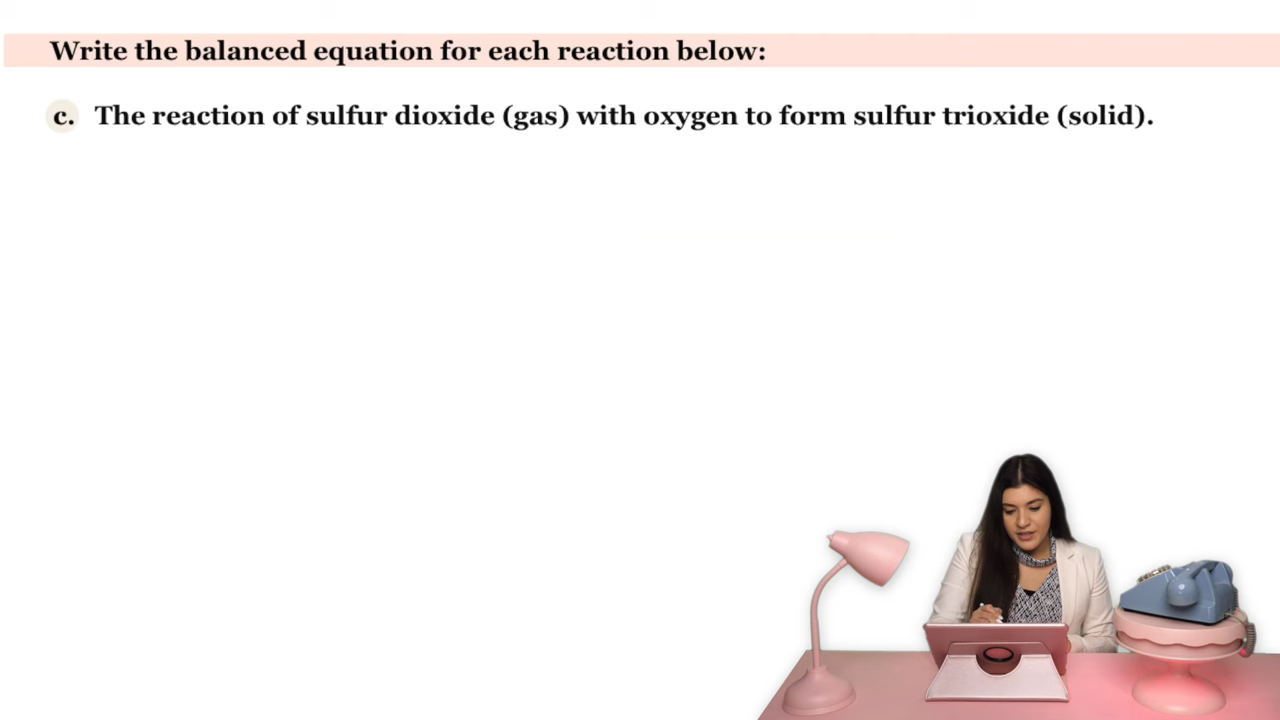 Write the balanced equation for each reaction below:
c. The reaction of sulfur dioxide (gas) with oxygen to form sulfur trioxide (solid).